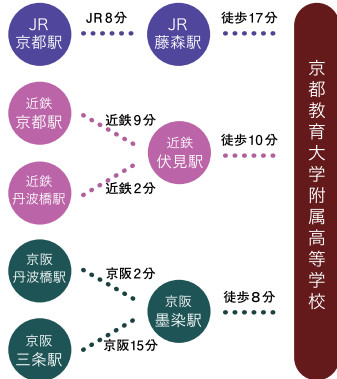 JR
京都駅
JR8分
JR
藤森駅
徒歩17分
近鉄
京都駅
近鉄9分
近鉄
伏見駅
徒歩10分
近鉄
丹波橋駅
近鉄2分
京阪
丹波橋駅
京阪2分
京阪
墨染駅
徒歩8分
京阪
三条駅
京阪15分
京都教育大学附属高等学校